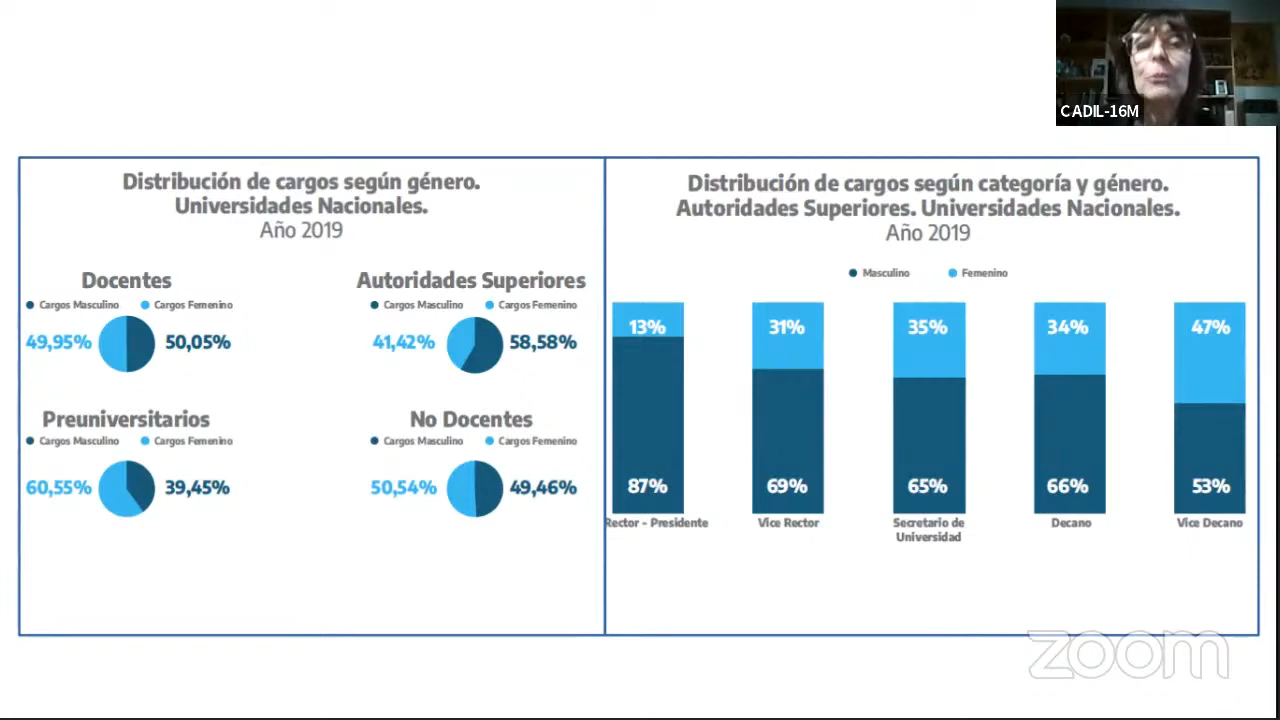 CADIL-16M
Distribución de cargos según género.
Universidades Nacionales.
Año 2019
Docentes
Cargos Masculino Cargos Femenino
49,95% 50,05%
Autoridades Superiores
Cargos Masculino Cargos Femenino
41,42% 58,58%
Preuniversitarios
Cargos Masculino Cargos Femenino
60,55% 39,45%
No Docentes
Cargos Masculino Cargos Femenino
50,54% 49,46%
Distribución de cargos según categoría y género.
Autoridades Superiores. Universidades Nacionales.
Año 2019
Masculino Femenino
13% 31% 35% 34% 47%
87% 69% 65% 66% 53%
Rector - Presidente Vice Rector Secretario de Decano Vice Decano
Universidad
zoom